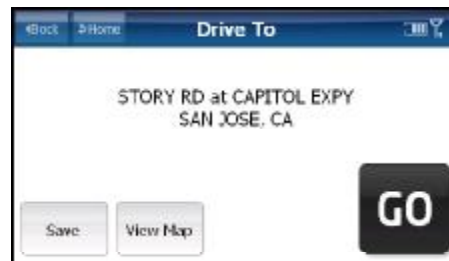 Back Home Drive To
STORY RD at CAPITOL EXPY
SAN JOSE, CA
GO
Save View Map